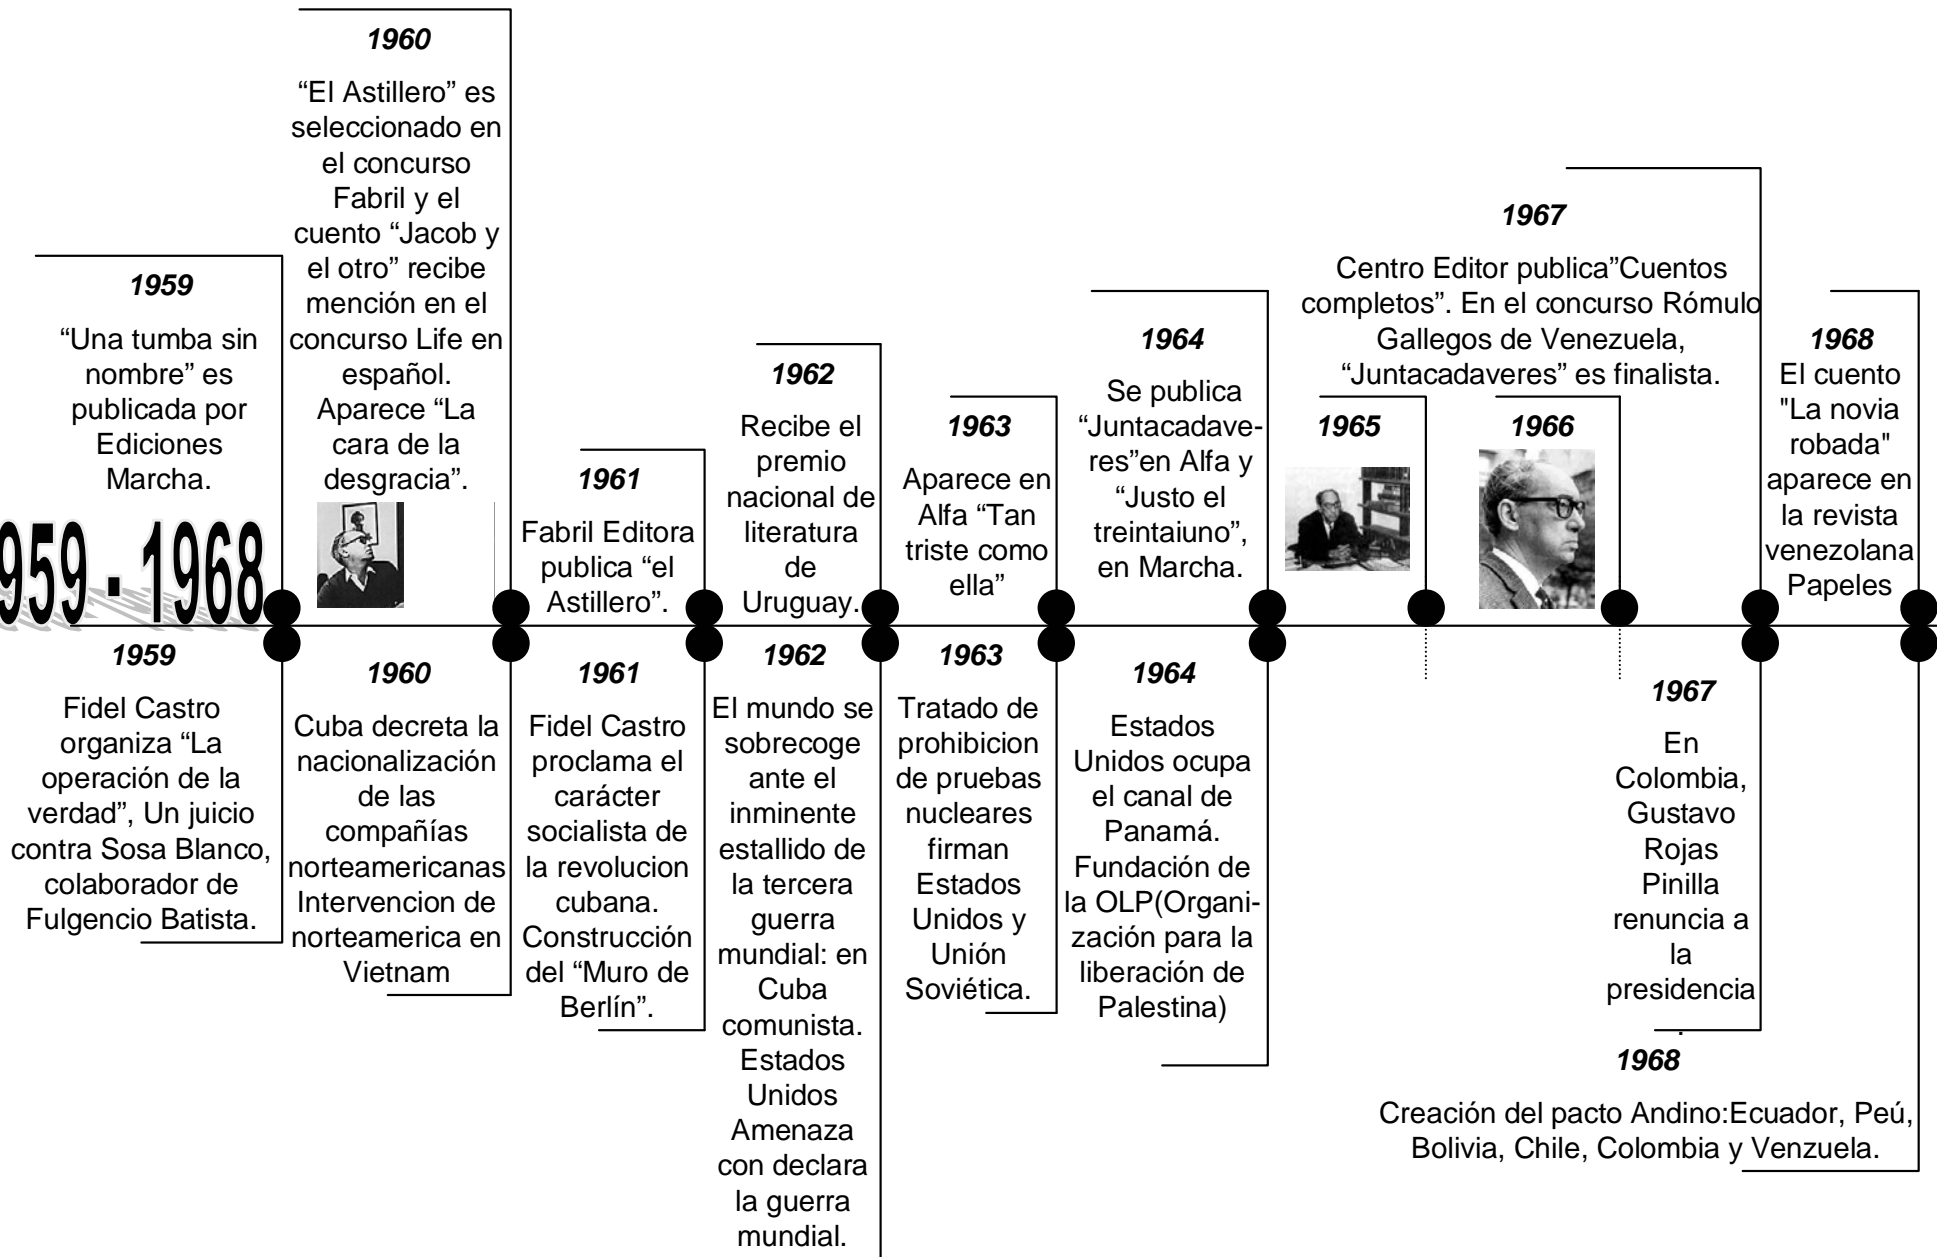 1960
“El Astillero” es
seleccionado en
el concurso
Fabril y el
cuento “Jacob y
el otro” recibe
mención en el
concurso Life en
español.
Aparece “La
cara de la
desgracia”.
1959
“Una tumba sin
nombre” es
publicada por
Ediciones
Marcha.
1961
Fabril Editora
publica “el
Astillero”.
1962
Recibe el
premio
nacional de
literatura
de
Uruguay.
1963
Aparece en
Alfa “Tan
triste como
ella”
1964
Se publica
“Juntacadave-
res”en Alfa y
“Justo el
treintaiuno”,
en Marcha.
1965
1966
1967
Centro Editor publica”Cuentos
completos”. En el concurso Rómulo
Gallegos de Venezuela,
“Juntacadaveres” es finalista.
1968
El cuento
"La novia
robada"
aparece en
la revista
venezolana
Papeles
959 - 1968
1959
Fidel Castro
organiza “La
operación de la
verdad”, Un juicio
contra Sosa Blanco,
colaborador de
Fulgencio Batista.
1960
Cuba decreta la
nacionalización
de las
compañías
norteamericanas
Intervencion de
norteamerica en
Vietnam
1961
Fidel Castro
proclama el
carácter
socialista de
la revolucion
cubana.
Construcción
del “Muro de
Berlín”.
1962
El mundo se
sobrecoge
ante el
inminente
estallido de
la tercera
guerra
mundial: en
Cuba
comunista.
Estados
Unidos
Amenaza
con declara
la guerra
mundial.
1963
Tratado de
prohibicion
de pruebas
nucleares
firman
Estados
Unidos y
Unión
Soviética.
1964
Estados
Unidos ocupa
el canal de
Panamá.
Fundación de
la OLP(Organi-
zación para la
liberación de
Palestina)
1967
En
Colombia,
Gustavo
Rojas
Pinilla
renuncia a
la
presidencia
.
1968
Creación del pacto Andino:Ecuador, Peú,
Bolivia, Chile, Colombia y Venzuela.